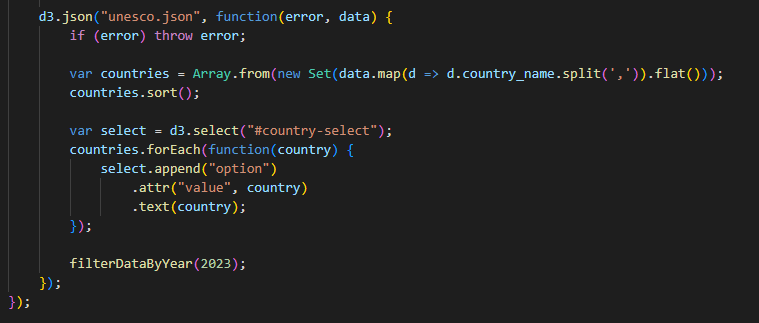 d3.json("unesco.json", function(error, data) {
if (error) throw error;
var countries = Array.from(new Set(data.map(d => d.country_name.split(',')).flat()));
countries.sort();
var select = d3.select("#country-select");
countries.forEach(function(country) {
select.append("option")
.attr("value", country)
.text(country);
});
filterDataByYear(2023);
});
});